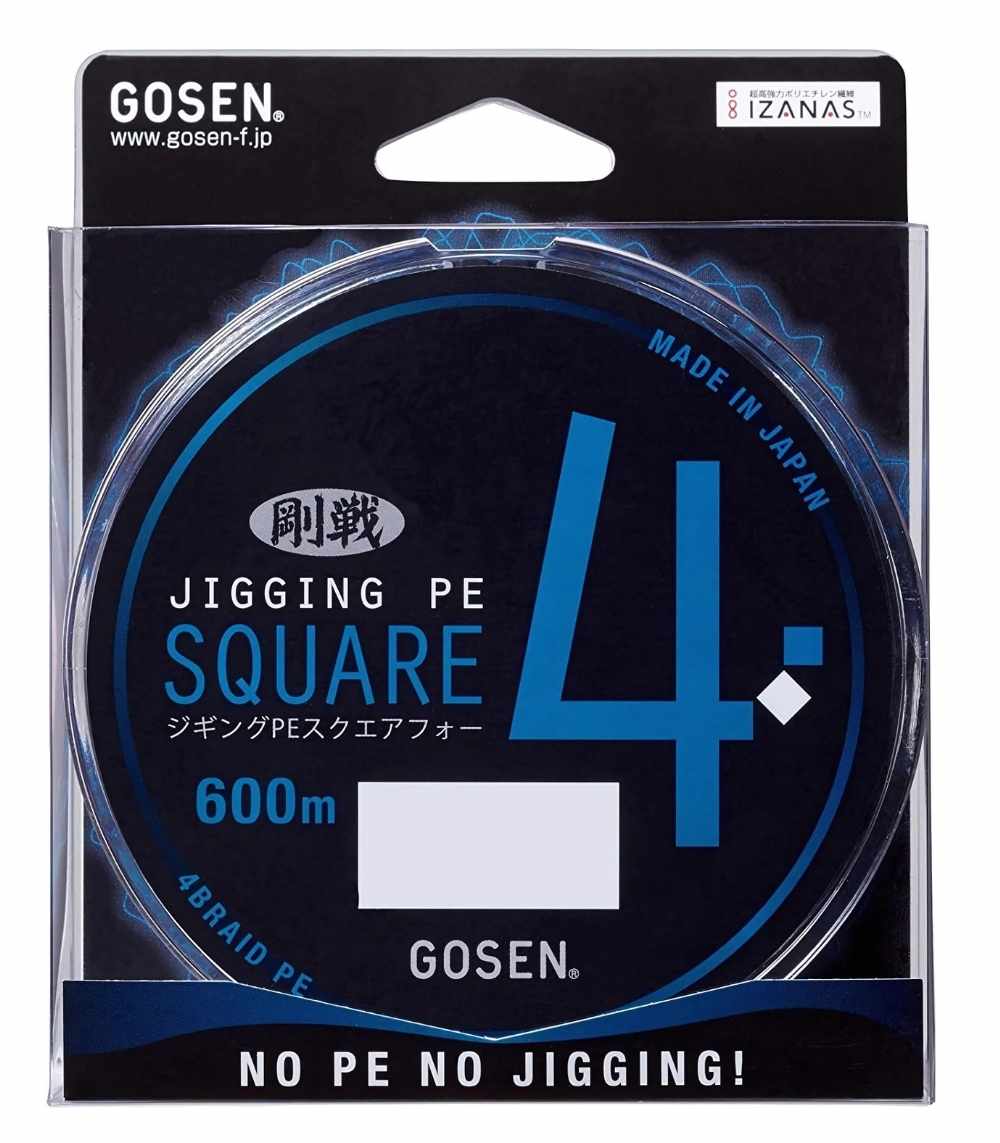 GOSEN®
www.gosen-f.jp
超高強力ポリエチレン繊維
IZANAS™
MADE IN JAPAN
剛戦
JIGGING PE
SQUARE 4
ジギングPEスクエアフォー
600m
4BRAID PE
GOSEN®
NO PE NO JIGGING!